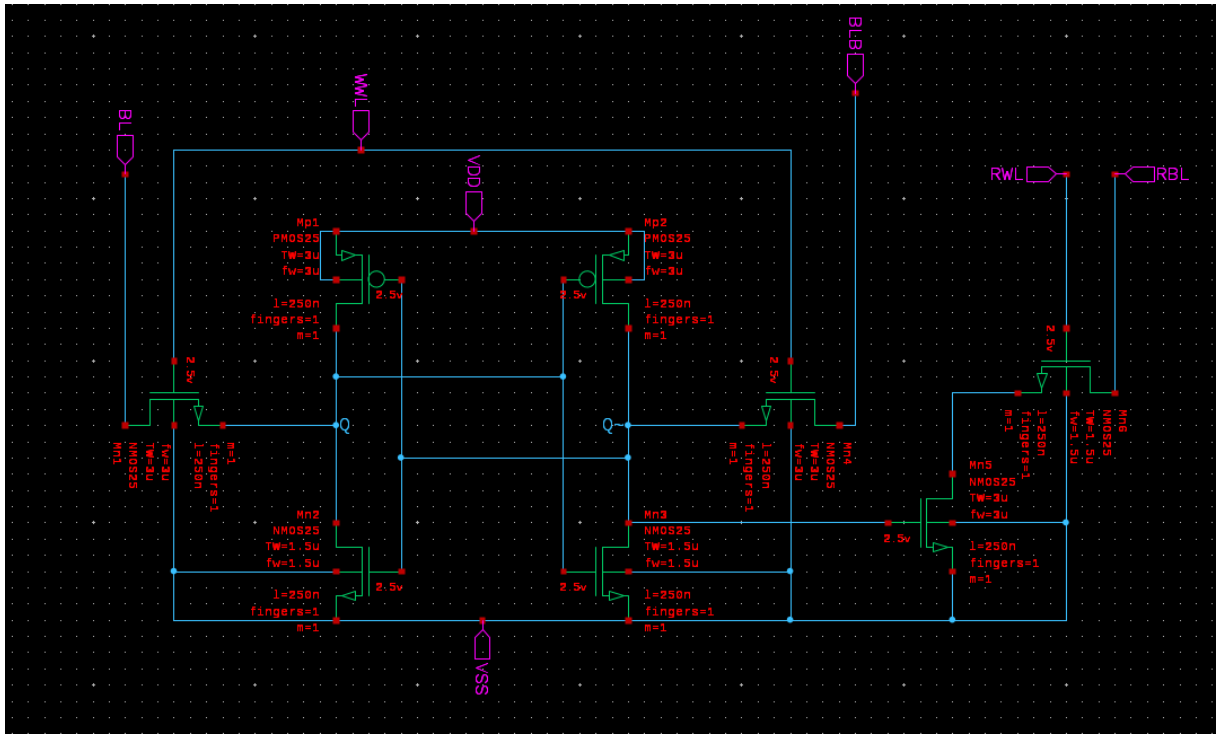 BL
WWL
VDD
BLB
RWL
RBL
Mp1
PMOS25
TW=3u
fw=3u
2.5v
l=250n
fingers=1
m=1
Mp2
PMOS25
TW=3u
fw=3u
2.5v
l=250n
fingers=1
m=1
2.5v
Mn1
NMOS25
TW=3u
fw=3u
l=250n
fingers=1
m=1
Q
Q~
2.5v
Mn4
NMOS25
TW=3u
fw=3u
l=250n
fingers=1
m=1
2.5v
Mn6
NMOS25
TW=1.5u
fw=1.5u
l=250n
fingers=1
m=1
Mn2
NMOS25
TW=1.5u
fw=1.5u
2.5v
l=250n
fingers=1
m=1
Mn3
NMOS25
TW=1.5u
fw=1.5u
2.5v
l=250n
fingers=1
m=1
Mn5
NMOS25
TW=3u
fw=3u
2.5v
l=250n
fingers=1
m=1
VSS